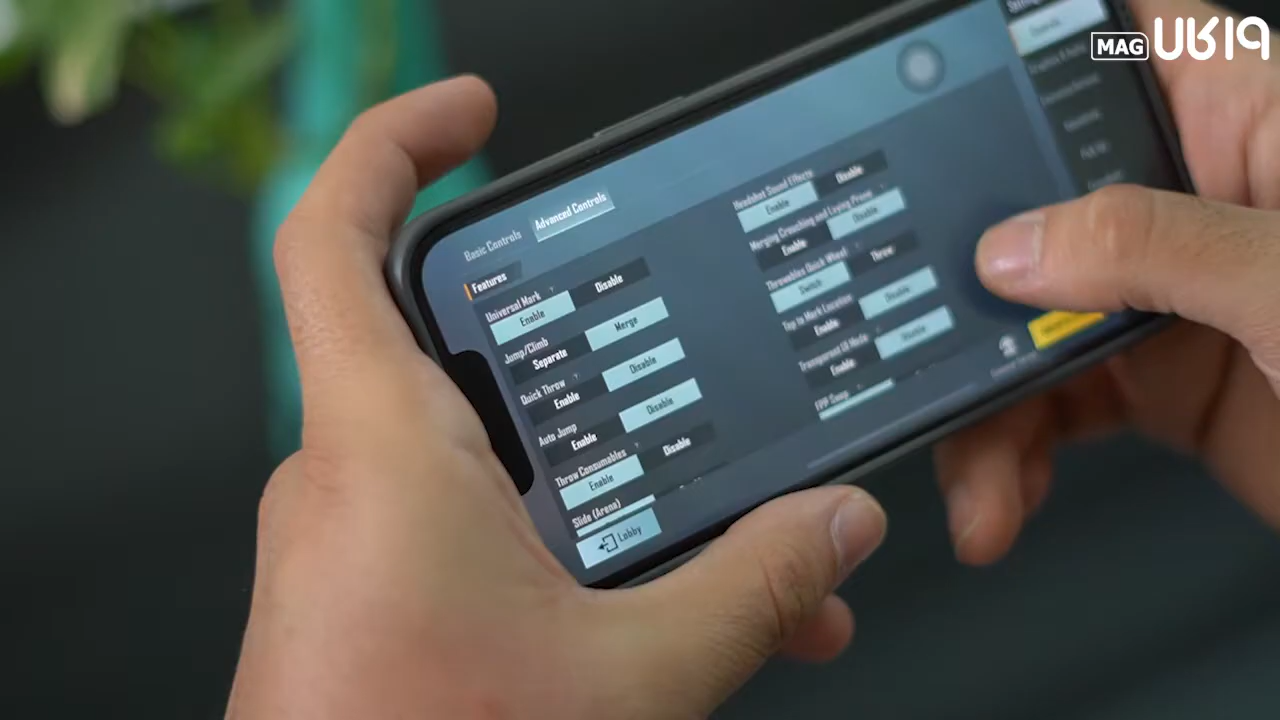 MAG
Basic Controls
Advanced Controls
Features
Universal Mark
Enable Disable
Jump/Climb
Separate Merge
Quick Throw
Enable Disable
Auto Jump
Enable Disable
Throw Consumables
Enable Disable
Slide (Arena)
Lobby
Headshot Sound Effects
Enable Disable
Merging Crouching and Laying Prone
Enable Disable
Throwables Quick Wheel
Switch Throw
Tap to Mark Location
Enable Disable
Transparent UI Mode
Enable Disable
FPP Swap